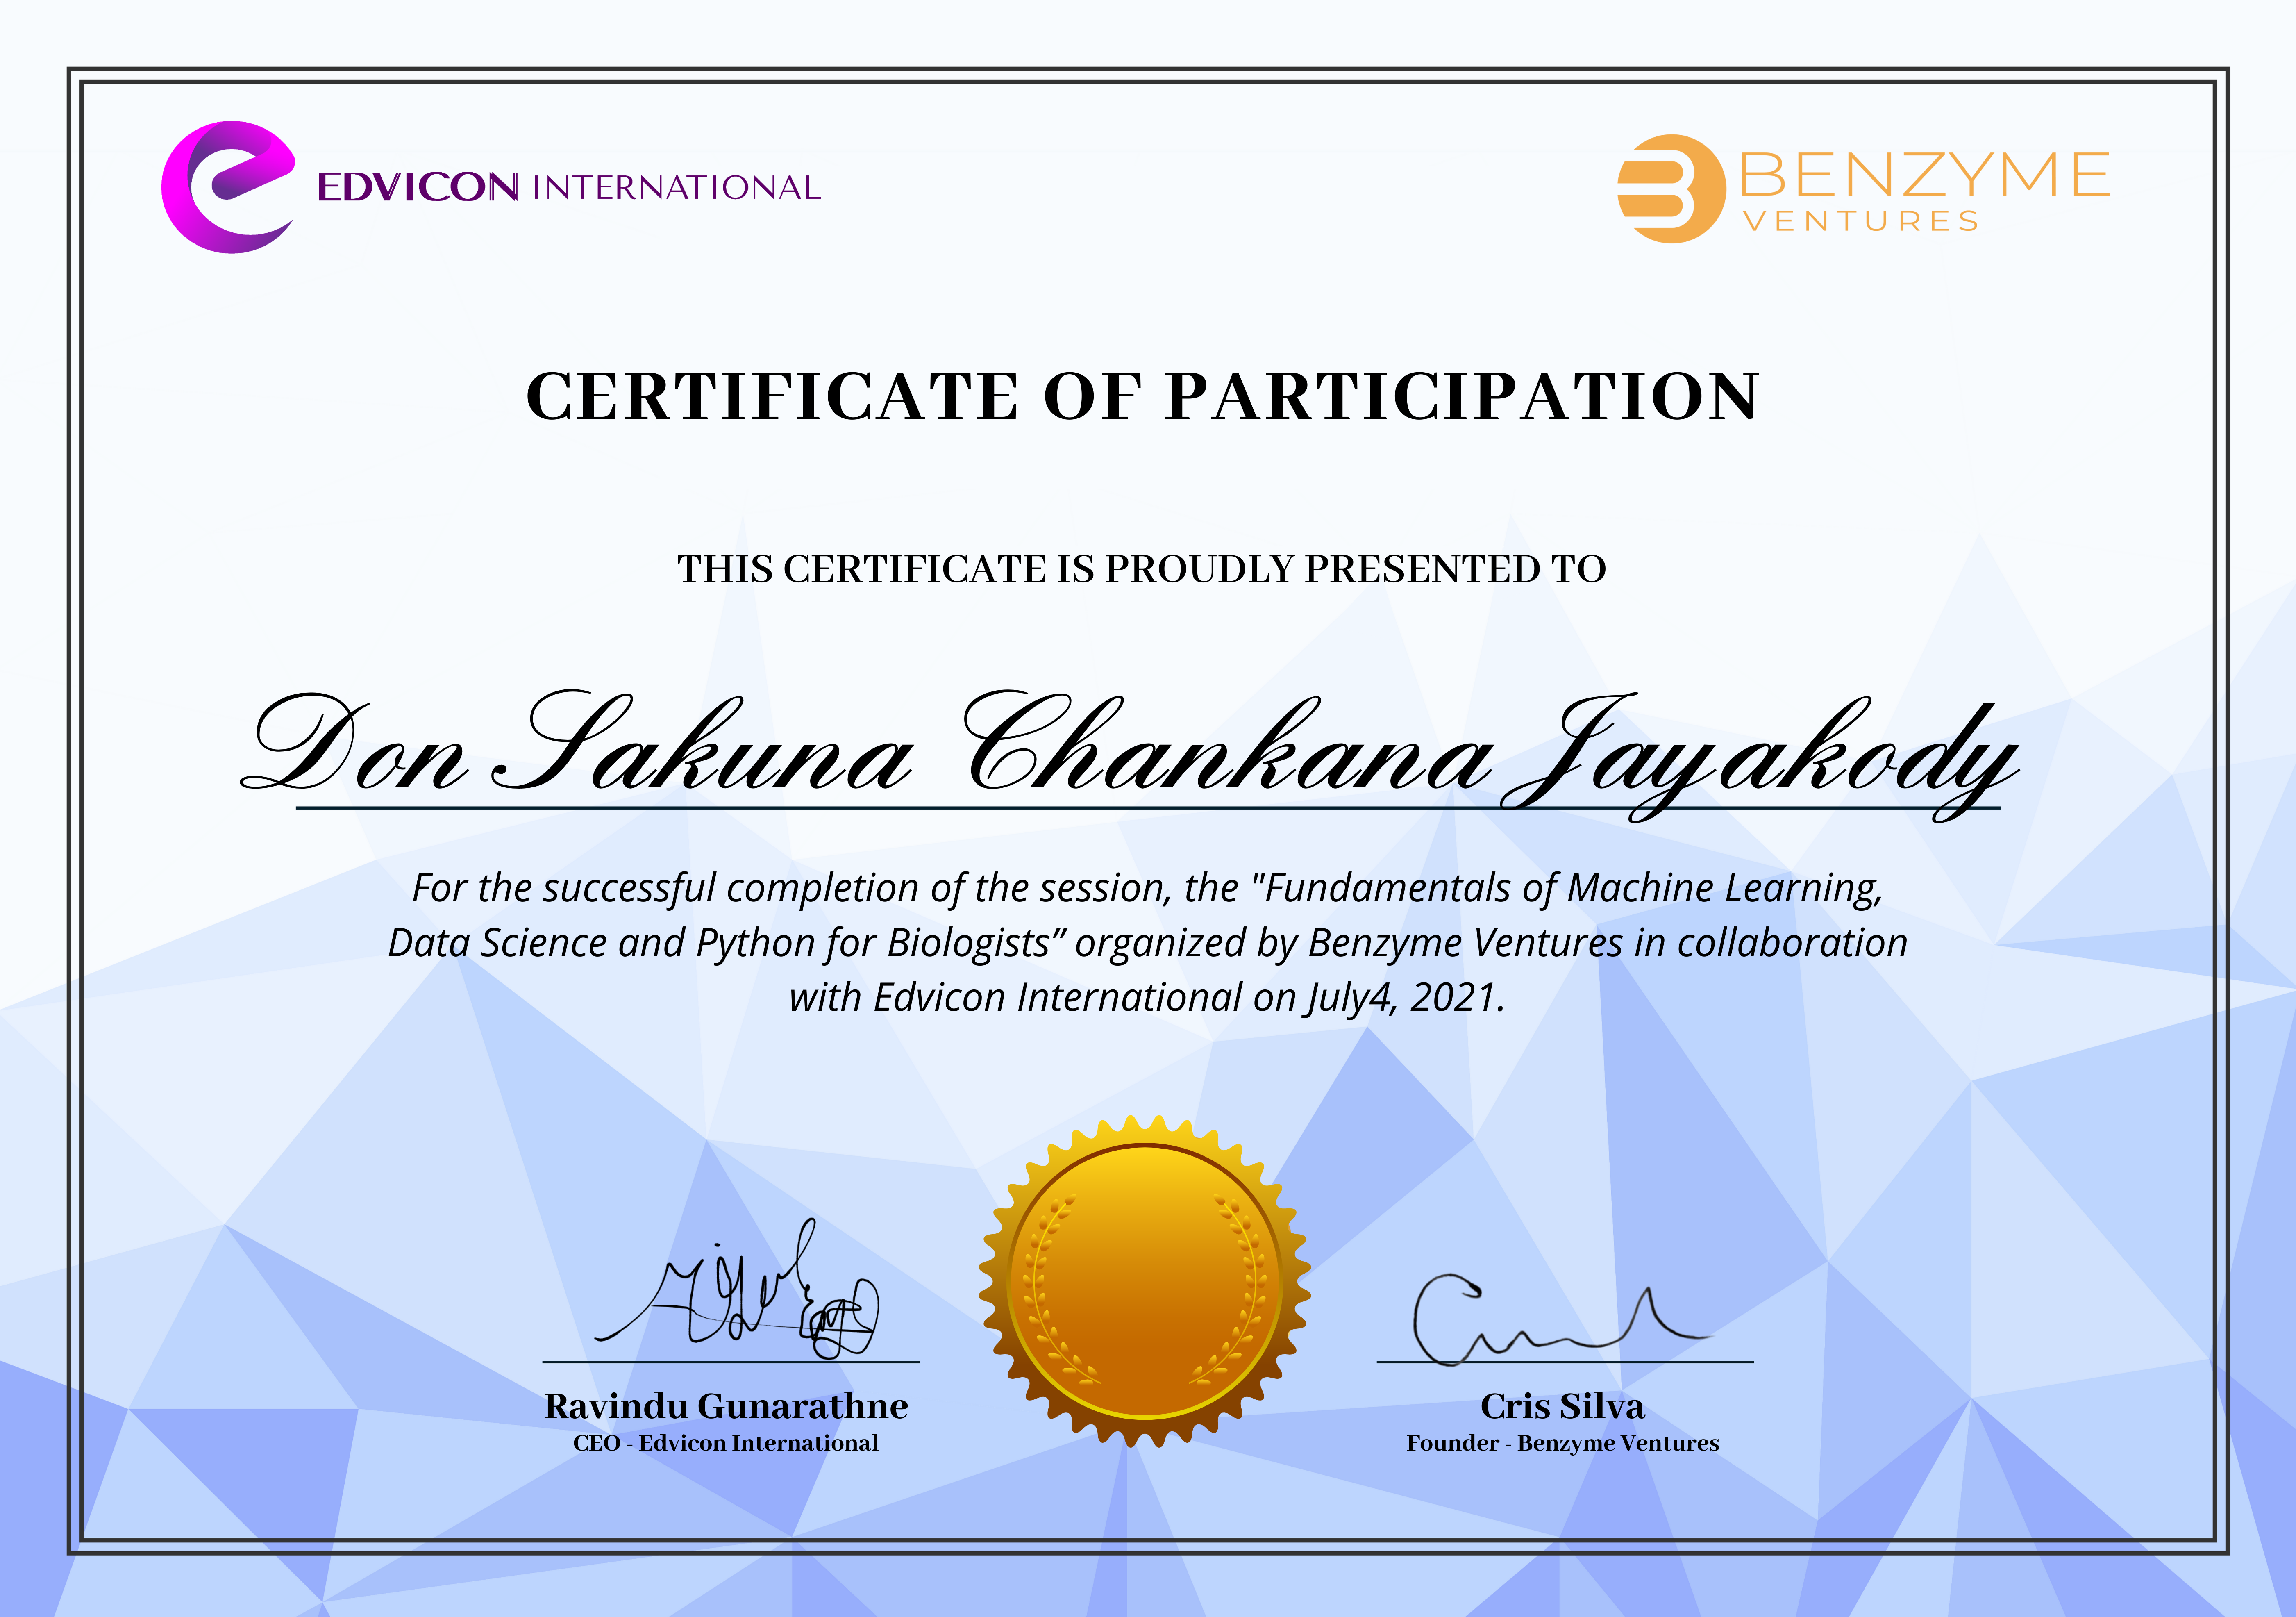 EDVICON INTERNATIONAL
BENZYME
VENTURES
CERTIFICATE OF PARTICIPATION
THIS CERTIFICATE IS PROUDLY PRESENTED TO
Don Sakuna Chankana Jayakody
For the successful completion of the session, the "Fundamentals of Machine Learning,
Data Science and Python for Biologists” organized by Benzyme Ventures in collaboration
with Edvicon International on July4, 2021.
Ravindu Gunarathne
CEO - Edvicon International
Cris Silva
Founder - Benzyme Ventures